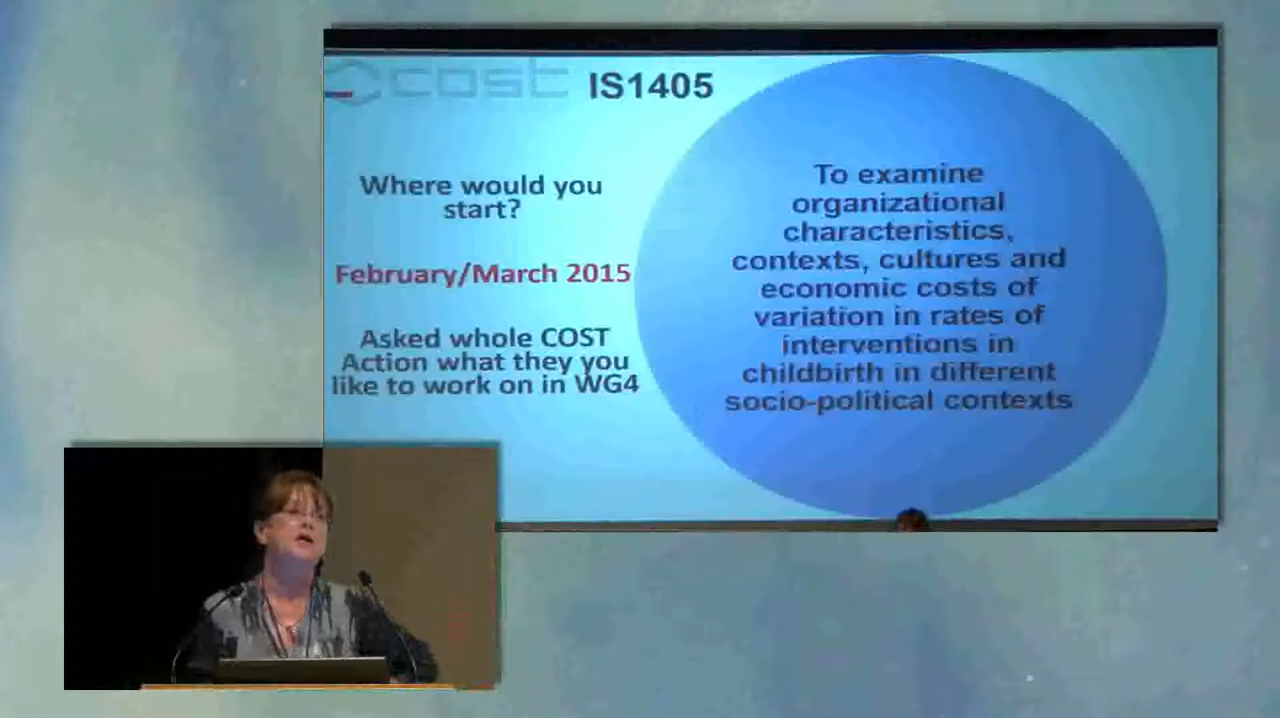 cost IS1405
Where would you
start?
February/March 2015
Asked whole COST
Action what they you
like to work on in WG4
To examine
organizational
characteristics,
contexts, cultures and
economic costs of
variation in rates of
interventions in
childbirth in different
socio-political contexts